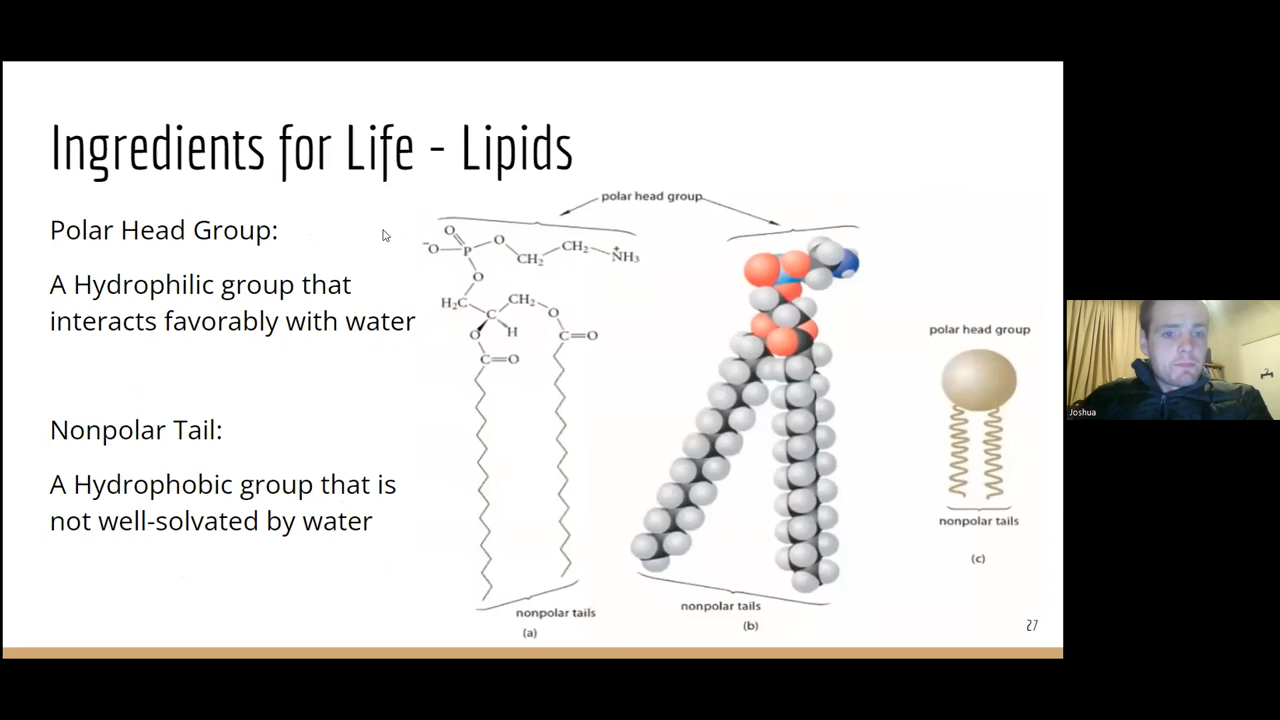 Ingredients for Life - Lipids
Polar Head Group:
A Hydrophilic group that
interacts favorably with water
Nonpolar Tail:
A Hydrophobic group that is
not well-solvated by water
polar head group
⁻O
O
P
O
CH₂
CH₂
N⁺H₃
O
H₂C
C
CH₂
O
H
O
C=O
C=O
nonpolar tails
(a)
nonpolar tails
(b)
polar head group
nonpolar tails
(c)
27
Joshua